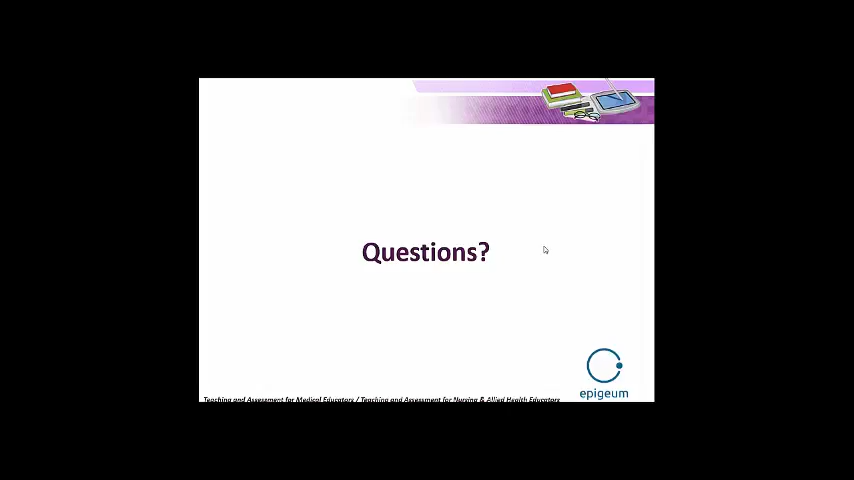 Questions?
epigeum
Teaching and Assessment for Medical Educators / Teaching and Assessment for Nursing & Allied Health Educators